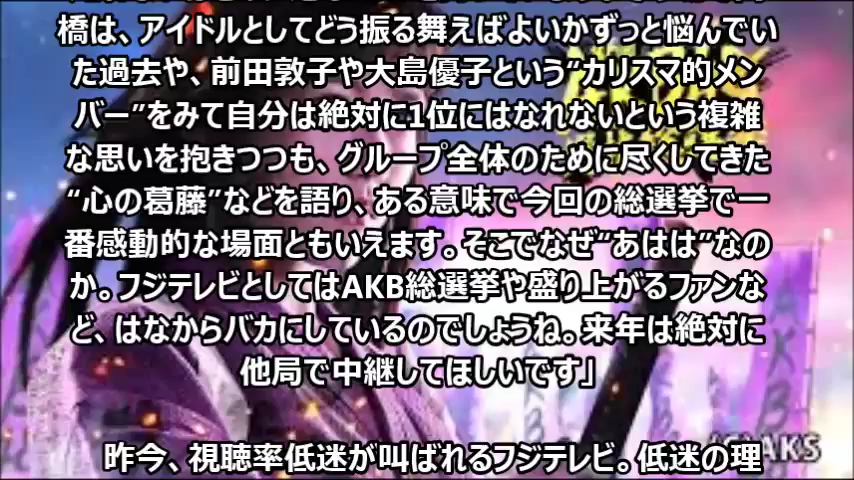 橋は、アイドルとしてどう振る舞えばよいかずっと悩んでい
た過去や、前田敦子や大島優子という“カリスマ的メン
バー”をみて自分は絶対に1位にはなれないという複雑
な思いを抱きつつも、グループ全体のために尽くしてきた
“心の葛藤”などを語り、ある意味で今回の総選挙で一
番感動的な場面ともいえます。そこでなぜ“あはは”なの
か。フジテレビとしてはAKB総選挙や盛り上がるファンな
ど、はなからバカにしているのでしょうね。来年は絶対に
他局で中継してほしいです」
昨今、視聴率低迷が叫ばれるフジテレビ。低迷の理